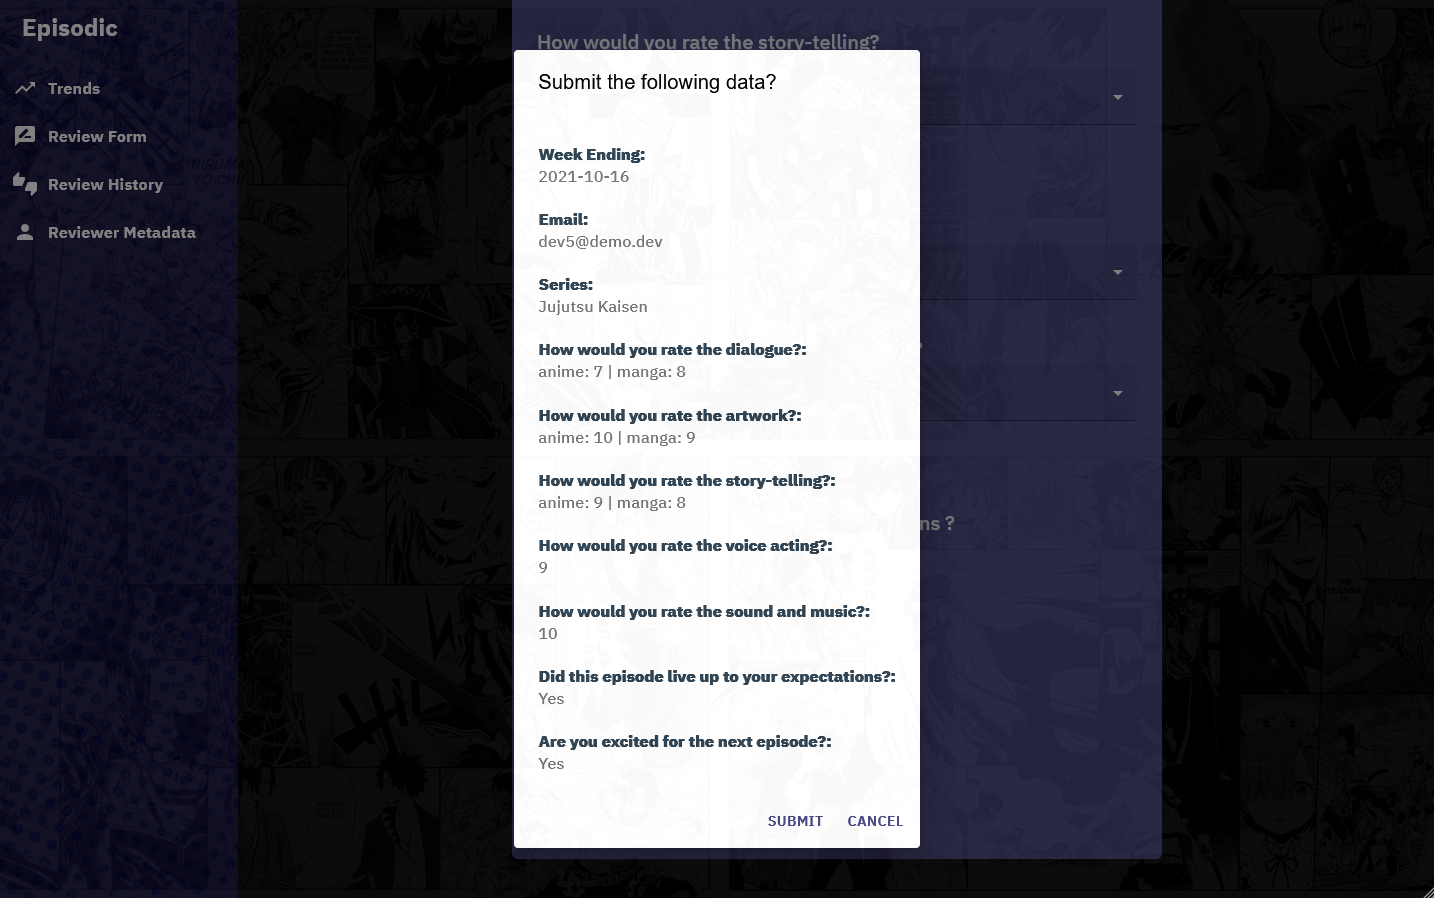 Episodic
Trends
Review Form
Review History
Reviewer Metadata
How would you rate the story-telling?
Submit the following data?
Week Ending:
2021-10-16
Email:
dev5@demo.dev
Series:
Jujutsu Kaisen
How would you rate the dialogue?:
anime: 7 | manga: 8
How would you rate the artwork?:
anime: 10 | manga: 9
How would you rate the story-telling?:
anime: 9 | manga: 8
How would you rate the voice acting?:
9
How would you rate the sound and music?:
10
Did this episode live up to your expectations?:
Yes
Are you excited for the next episode?:
Yes
SUBMIT CANCEL